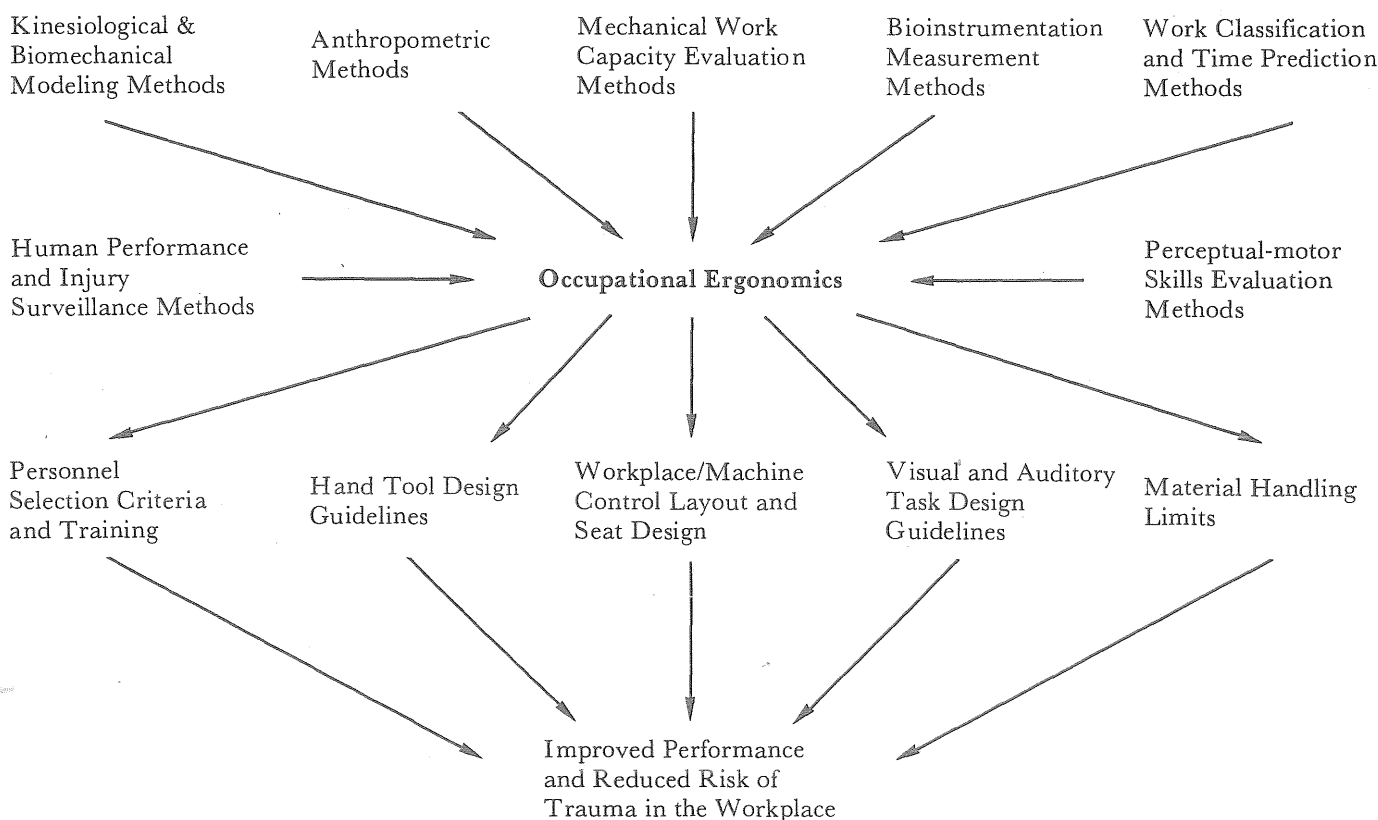 Kinesiological &
Biomechanical
Modeling Methods
Anthropometric
Methods
Mechanical Work
Capacity Evaluation
Methods
Bioinstrumentation
Measurement
Methods
Work Classification
and Time Prediction
Methods
Human Performance
and Injury
Surveillance Methods
Occupational Ergonomics
Perceptual-motor
Skills Evaluation
Methods
Personnel
Selection Criteria
and Training
Hand Tool Design
Guidelines
Workplace/Machine
Control Layout and
Seat Design
Visual and Auditory
Task Design
Guidelines
Material Handling
Limits
Improved Performance
and Reduced Risk of
Trauma in the Workplace